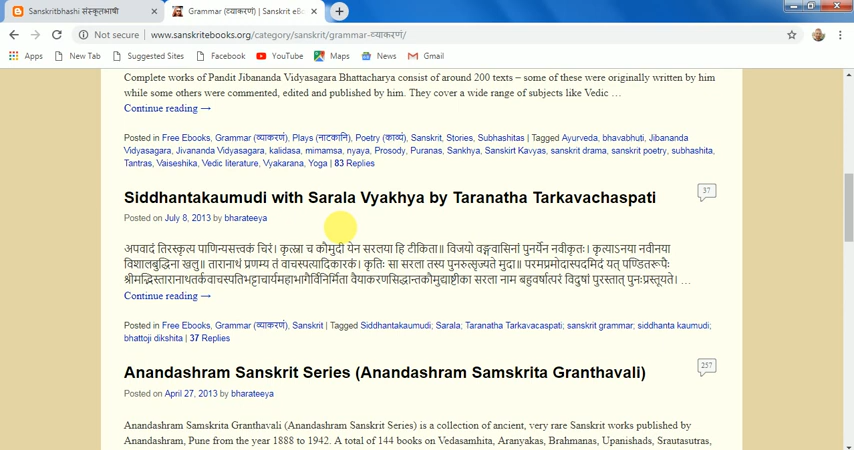 Sanskritbhashi संस्कृतभाषी
Grammar (व्याकरणं) | Sanskrit eBo
Not secure | www.sanskritebooks.org/category/sanskrit/grammar-व्याकरणं/
Apps New Tab Suggested Sites Facebook YouTube Maps News Gmail
Complete works of Pandit Jibananda Vidyasagara Bhattacharya consist of around 200 texts – some of these were originally written by him
while some others were commented, edited and published by him. They cover a wide range of subjects like Vedic …
Continue reading →
Posted in Free Ebooks, Grammar (व्याकरणं), Plays (नाटकानि), Poetry (काव्यं), Sanskrit, Stories, Subhashitas | Tagged Ayurveda, bhavabhuti, Jibananda
Vidyasagara, Jivananda Vidyasagara, kalidasa, mimamsa, nyaya, Prosody, Puranas, Sankhya, Sanskirt Kavyas, sanskrit drama, sanskrit poetry, subhashita,
Tantras, Vaiseshika, Vedic literature, Vyakarana, Yoga | 83 Replies
Siddhantakaumudi with Sarala Vyakhya by Taranatha Tarkavachaspati
37
Posted on July 8, 2013 by bharateeya
अपवादं तिरस्कृत्य पाणिन्यसत्त्वकं चिरं। कृत्स्ना च कौमुदी येन सरलया हि टीकिता॥ विजयो वङ्गवासिनां पुनर्येन नवीकृतः। कृत्याऽनया नवीनया
विशालबुद्धिना खलु॥ तारानाथं प्रणम्य तं वाचस्पत्यादिकारकं। कृतिः सा सरला तस्य पुनरुत्सृज्यते मुदा॥ परमप्रमोदास्पदमिदं यत् पण्डितरूपैः
श्रीमद्भिस्तारानाथतर्कवाचस्पतिभट्टाचार्यमहाभागैर्विनिर्मिता वैयाकरणसिद्धान्तकौमुद्याष्टीका सरला नाम बहुवर्षात्परं विदुषां पुरस्तात् पुनःप्रस्तूयते। …
Continue reading →
Posted in Free Ebooks, Grammar (व्याकरणं), Sanskrit | Tagged Siddhantakaumudi; Sarala; Taranatha Tarkavacaspati; sanskrit grammar; siddhanta kaumudi;
bhattoji dikshita | 37 Replies
Anandashram Sanskrit Series (Anandashram Samskrita Granthavali)
257
Posted on April 27, 2013 by bharateeya
Anandashram Samskrita Granthavali (Anandashram Sanskrit Series) is a collection of ancient, very rare Sanskrit works published by
Anandashram, Pune from the year 1888 to 1942. A total of 144 books on Vedasamhita, Aranyakas, Brahmanas, Upanishads, Srautasutras,